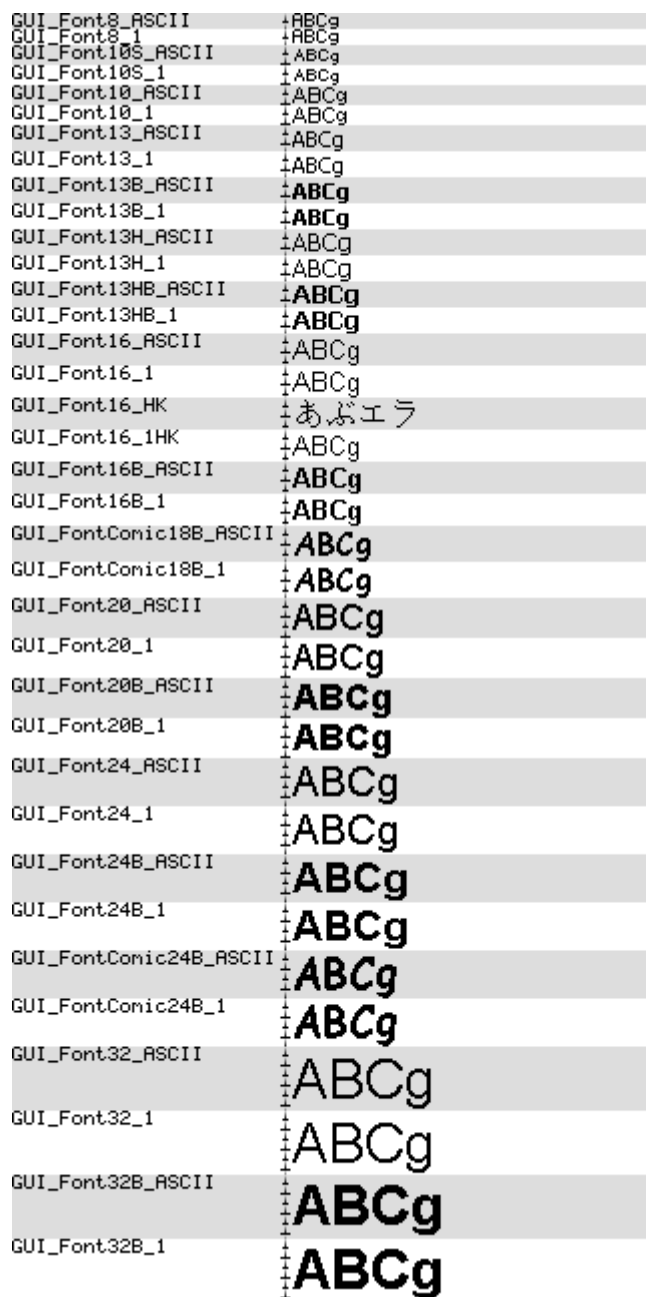 GUI_Font8_ASCII ABCg
GUI_Font8_1 ABCg
GUI_Font10S_ASCII ABCg
GUI_Font10S_1 ABCg
GUI_Font10_ASCII ABCg
GUI_Font10_1 ABCg
GUI_Font13_ASCII ABCg
GUI_Font13_1 ABCg
GUI_Font13B_ASCII ABCg
GUI_Font13B_1 ABCg
GUI_Font13H_ASCII ABCg
GUI_Font13H_1 ABCg
GUI_Font13HB_ASCII ABCg
GUI_Font13HB_1 ABCg
GUI_Font16_ASCII ABCg
GUI_Font16_1 ABCg
GUI_Font16_HK あぶエラ
GUI_Font16_1HK ABCg
GUI_Font16B_ASCII ABCg
GUI_Font16B_1 ABCg
GUI_FontComic18B_ASCII ABCg
GUI_FontComic18B_1 ABCg
GUI_Font20_ASCII ABCg
GUI_Font20_1 ABCg
GUI_Font20B_ASCII ABCg
GUI_Font20B_1 ABCg
GUI_Font24_ASCII ABCg
GUI_Font24_1 ABCg
GUI_Font24B_ASCII ABCg
GUI_Font24B_1 ABCg
GUI_FontComic24B_ASCII ABCg
GUI_FontComic24B_1 ABCg
GUI_Font32_ASCII ABCg
GUI_Font32_1 ABCg
GUI_Font32B_ASCII ABCg
GUI_Font32B_1 ABCg